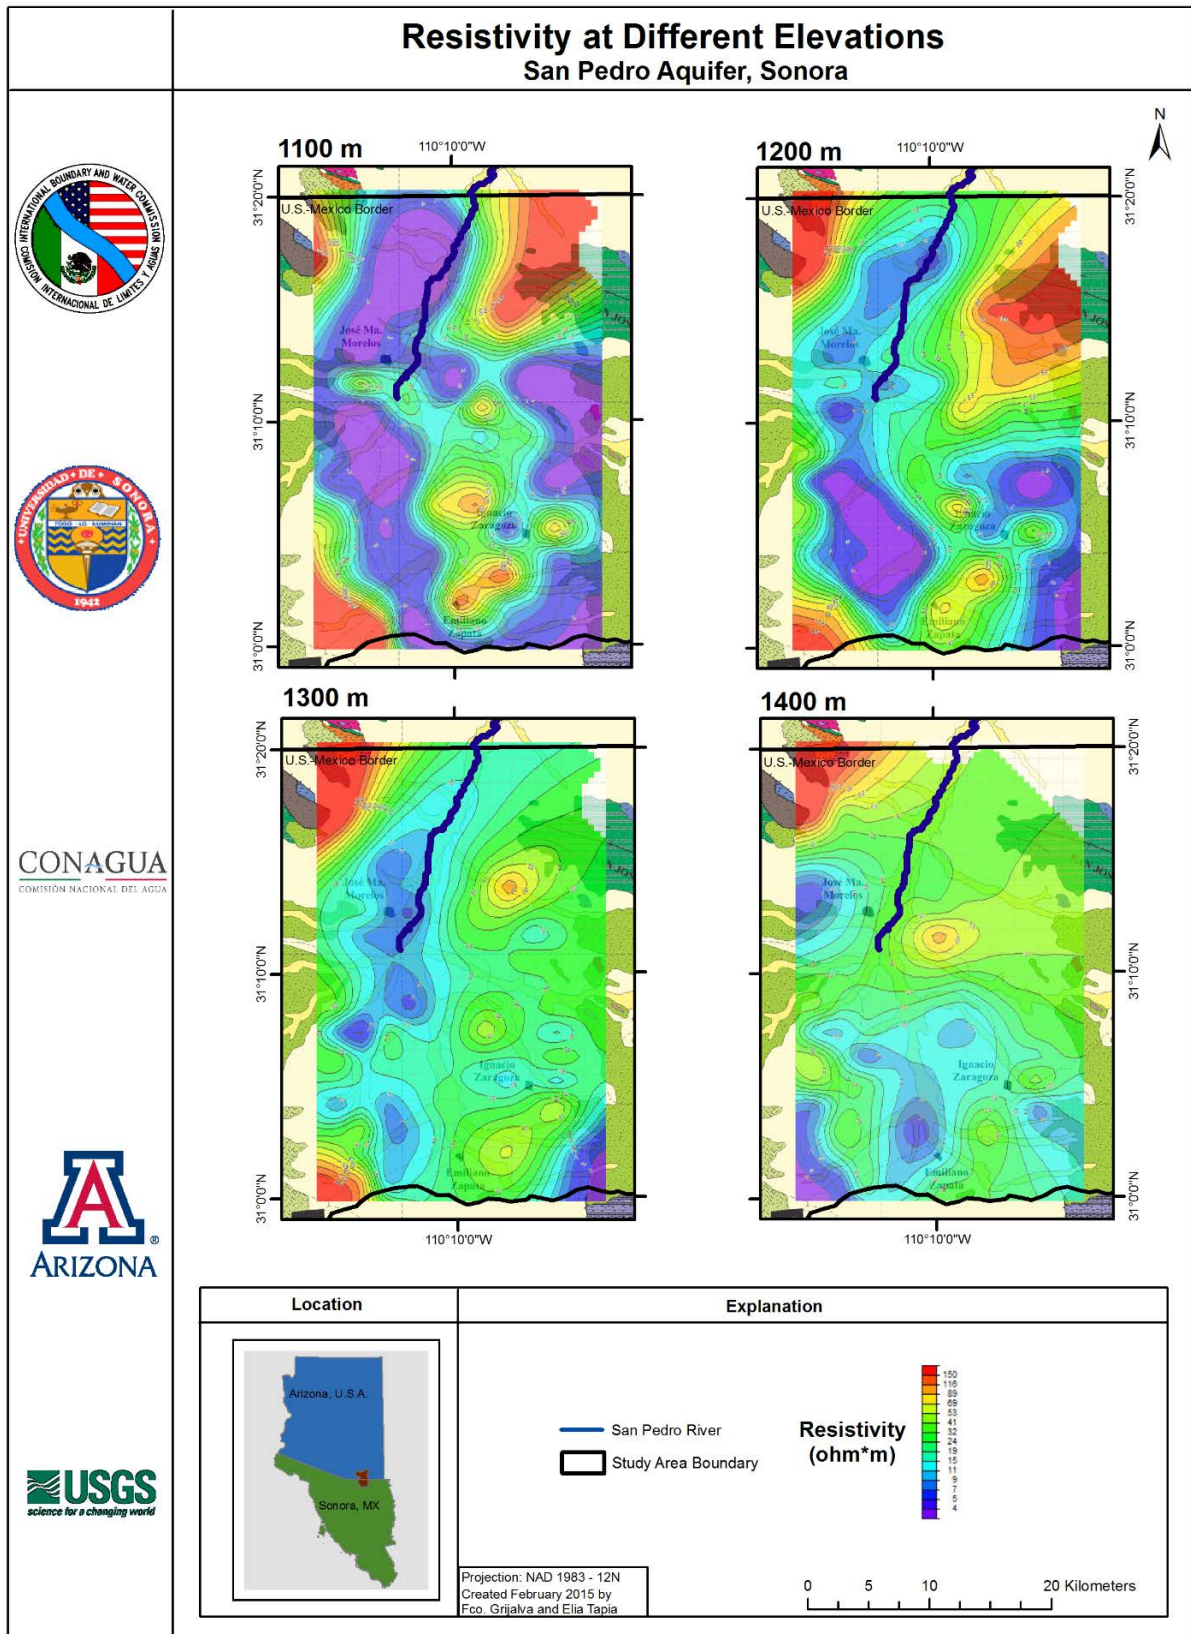 Resistivity at Different Elevations
San Pedro Aquifer, Sonora
INTERNATIONAL BOUNDARY AND WATER COMMISSION
COMISION INTERNACIONAL DE LIMITES Y AGUAS
UNIVERSIDAD • DE • SONORA
TODO LO ILUMINAN
1942
CONAGUA
COMISIÓN NACIONAL DEL AGUA
A
®
ARIZONA
USGS
science for a changing world
N
1100 m
110°10'0"W
31°20'0"N
31°10'0"N
31°0'0"N
U.S.-Mexico Border
José Ma.
Morelos
Ignacio
Zaragoza
Emiliano
Zapata
1200 m
110°10'0"W
31°20'0"N
31°10'0"N
31°0'0"N
U.S.-Mexico Border
José Ma.
Morelos
Ignacio
Zaragoza
Emiliano
Zapata
1300 m
31°20'0"N
31°10'0"N
31°0'0"N
U.S.-Mexico Border
José Ma.
Morelos
Ignacio
Zaragoza
Emiliano
Zapata
110°10'0"W
1400 m
31°20'0"N
31°10'0"N
31°0'0"N
U.S.-Mexico Border
José Ma.
Morelos
Ignacio
Zaragoza
Emiliano
Zapata
110°10'0"W
Location
Arizona, U.S.A.
Sonora, MX
Explanation
San Pedro River
Study Area Boundary
Resistivity
(ohm*m)
150
116
89
69
53
41
32
24
19
15
11
9
7
5
4
Projection: NAD 1983 - 12N
Created February 2015 by
Fco. Grijalva and Elia Tapia
0 5 10 20 Kilometers